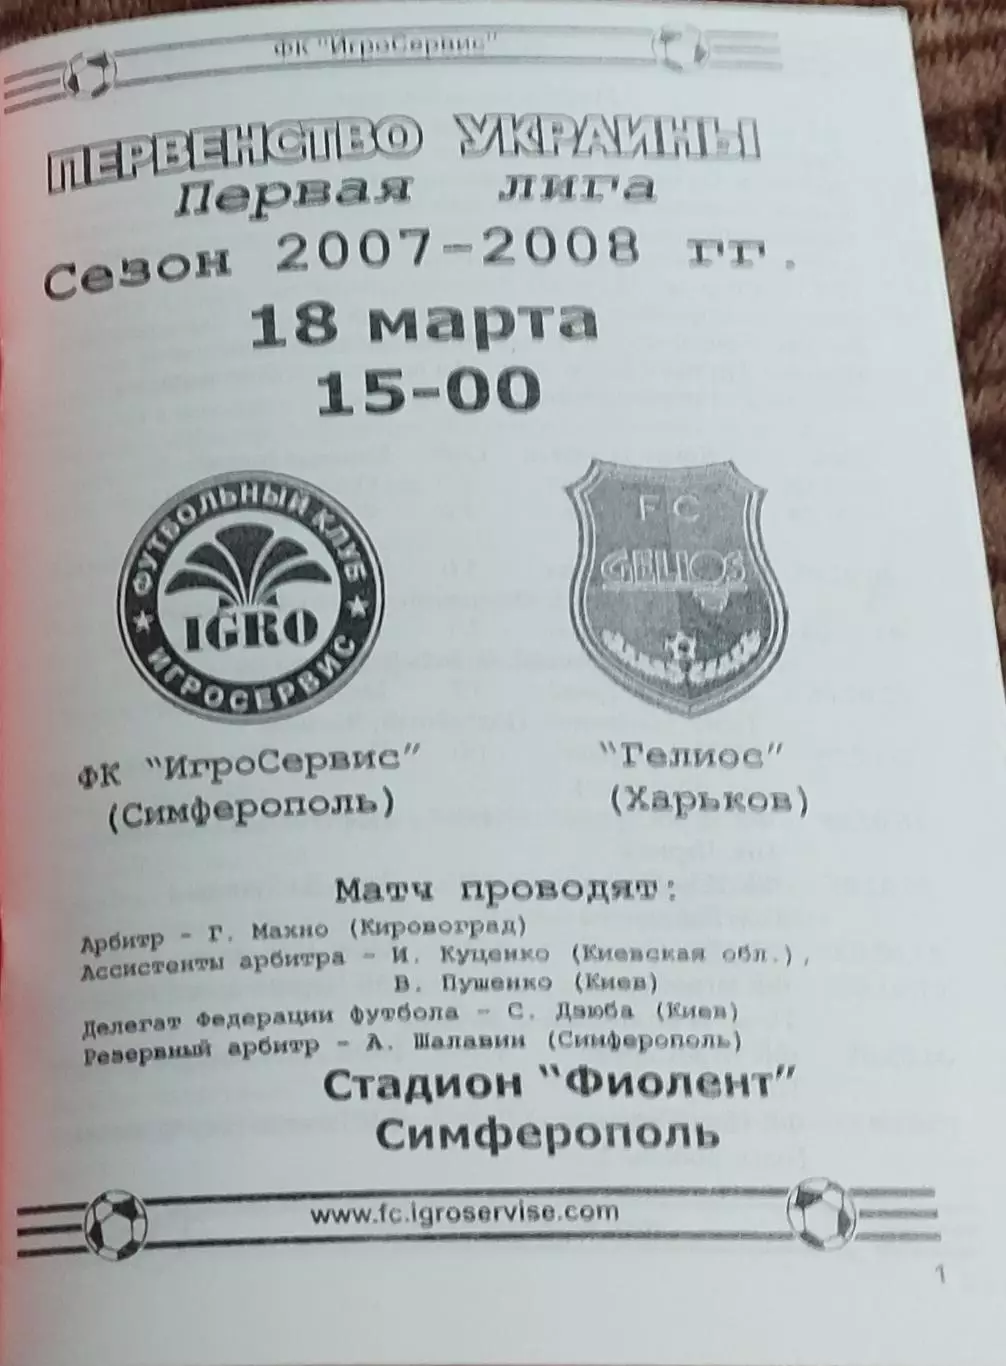 ФК "ИгроСервис"
ПЕРВЕНСТВО УКРАИНЫ
Первая лига
Сезон 2007-2008 гг.
18 марта
15-00
ФУТБОЛЬНЫЙ КЛУБ
IGRO
ИГРОСЕРВИС
FC
GELIOS
ФК "ИгроСервис"
(Симферополь)
"Гелиос"
(Харьков)
Матч проводят:
Арбитр - Г. Махно (Кировоград)
Ассистенты арбитра - И. Куценко (Киевская обл.),
В. Пушенко (Киев)
Делегат Федерации футбола - С. Дзюба (Киев)
Резервный арбитр - А. Шалавин (Симферополь)
Стадион "Фиолент"
Симферополь
www.fc.igroservise.com
1